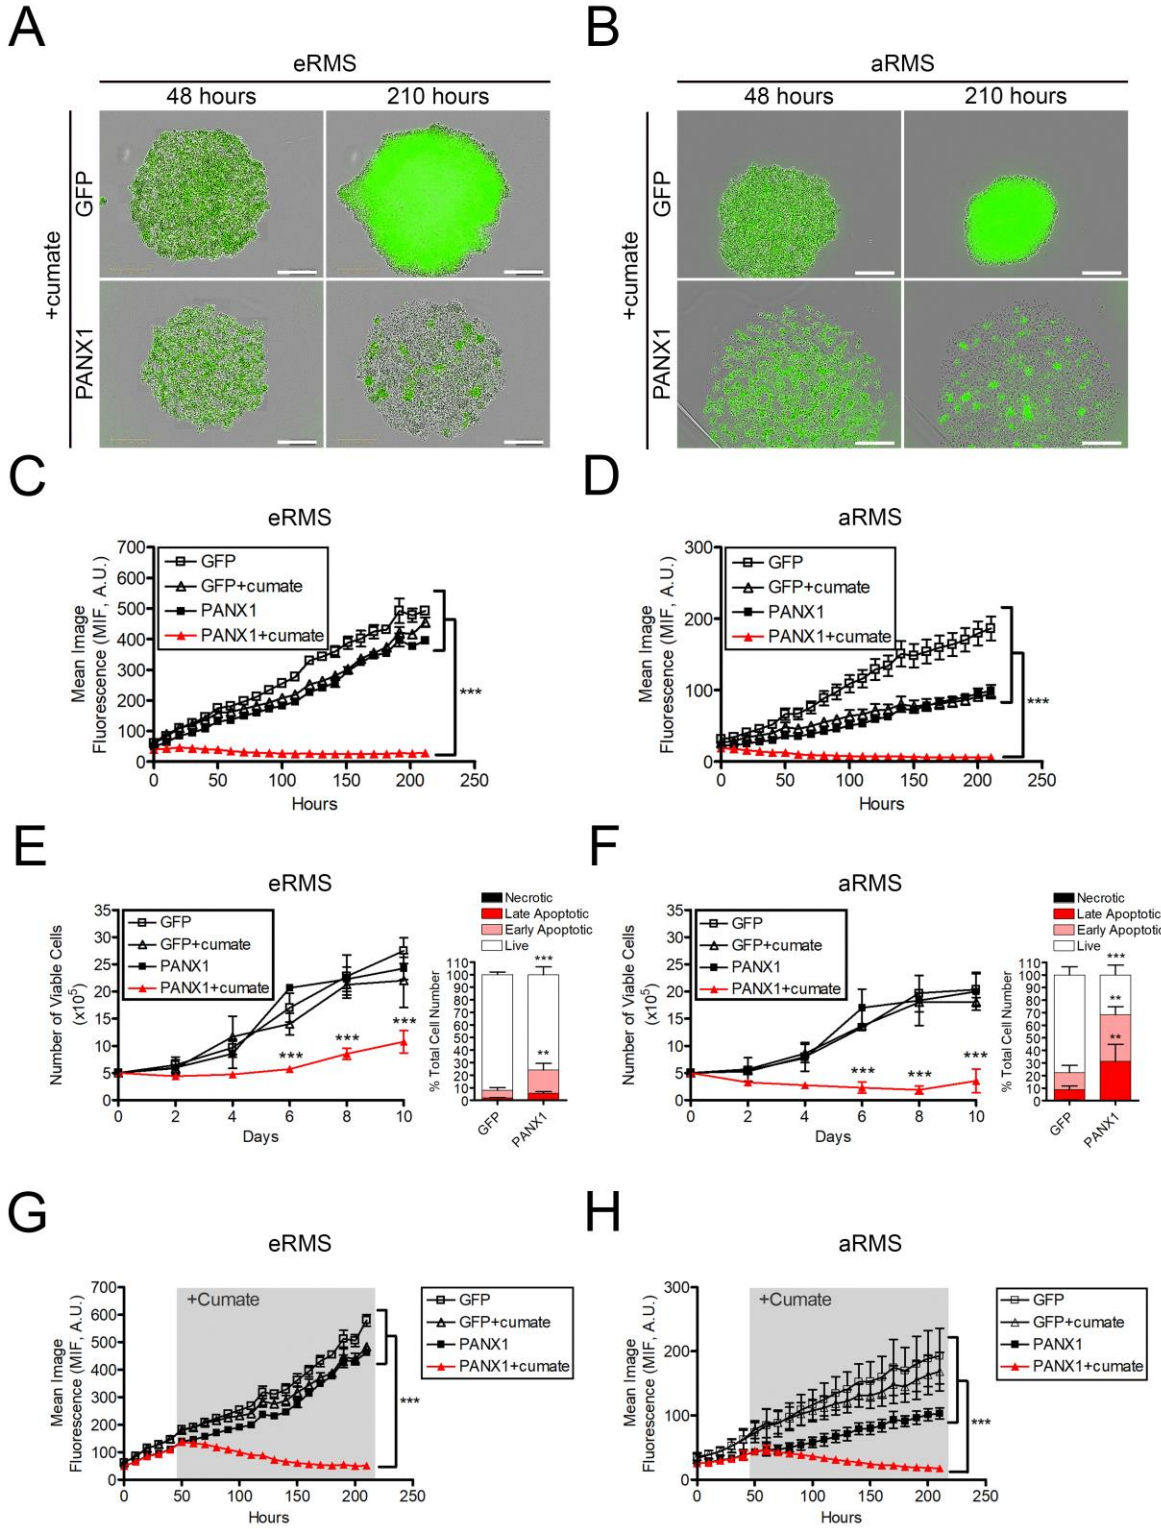 A
eRMS
48 hours
210 hours
+cumate
GFP
PANX1
B
aRMS
48 hours
210 hours
+cumate
GFP
PANX1
C
eRMS
Mean Image
Fluorescence (MIF, A.U.)
700
600
500
400
300
200
100
0
GFP
GFP+cumate
PANX1
PANX1+cumate
***
0 50 100 150 200 250
Hours
D
aRMS
Mean Image
Fluorescence (MIF, A.U.)
300
200
100
0
GFP
GFP+cumate
PANX1
PANX1+cumate
***
0 50 100 150 200 250
Hours
E
eRMS
Number of Viable Cells
(x10⁵)
35
30
25
20
15
10
5
0
GFP
GFP+cumate
PANX1
PANX1+cumate
*** *** ***
0 2 4 6 8 10
Days
Necrotic
Late Apoptotic
Early Apoptotic
Live
% Total Cell Number
110
100
90
80
70
60
50
40
30
20
10
0
***
**
GFP
PANX1
F
aRMS
Number of Viable Cells
(x10⁵)
35
30
25
20
15
10
5
0
GFP
GFP+cumate
PANX1
PANX1+cumate
*** *** ***
0 2 4 6 8 10
Days
Necrotic
Late Apoptotic
Early Apoptotic
Live
% Total Cell Number
110
100
90
80
70
60
50
40
30
20
10
0
***
**
**
GFP
PANX1
G
eRMS
Mean Image
Fluorescence (MIF, A.U.)
700
600
500
400
300
200
100
0
+Cumate
GFP
GFP+cumate
PANX1
PANX1+cumate
***
0 50 100 150 200 250
Hours
H
aRMS
Mean Image
Fluorescence (MIF, A.U.)
300
200
100
0
+Cumate
GFP
GFP+cumate
PANX1
PANX1+cumate
***
0 50 100 150 200 250
Hours